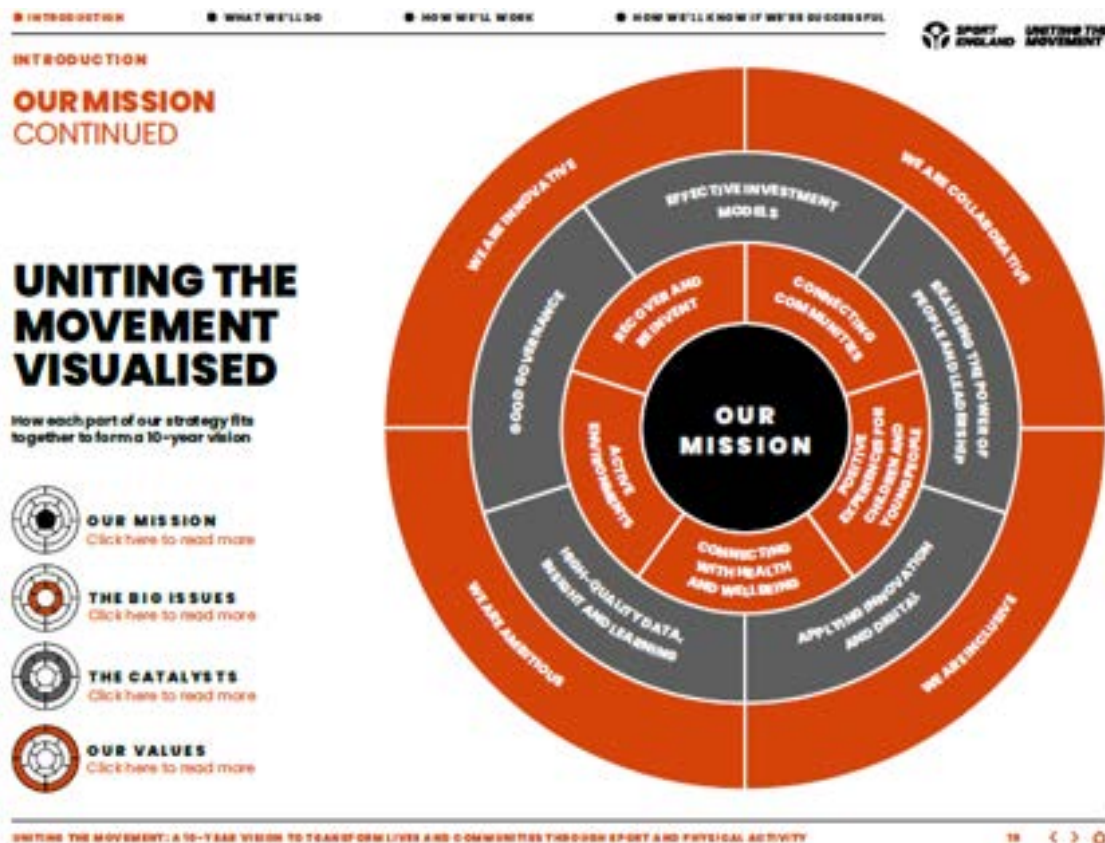 INTRODUCTION
WHAT WE'LL DO
HOW WE'LL WORK
HOW WE'LL KNOW IF WE'RE SUCCESSFUL
SPORT
ENGLAND
UNITING THE
MOVEMENT
INTRODUCTION
OUR MISSION
CONTINUED
UNITING THE
MOVEMENT
VISUALISED
How each part of our strategy fits
together to form a 10-year vision
OUR MISSION
Click here to read more
THE BIG ISSUES
Click here to read more
THE CATALYSTS
Click here to read more
OUR VALUES
Click here to read more
WE ARE INNOVATIVE
WE ARE COLLABORATIVE
WE ARE INCLUSIVE
WE ARE AMBITIOUS
EFFECTIVE INVESTMENT
MODELS
REALISING THE POWER OF
PEOPLE AND LEADERSHIP
APPLYING INNOVATION
AND DIGITAL
HIGH-QUALITY DATA,
INSIGHT AND LEARNING
GOOD GOVERNANCE
RECOVER AND
REINVENT
CONNECTING
COMMUNITIES
POSITIVE
EXPERIENCES FOR
CHILDREN AND
YOUNG PEOPLE
CONNECTING
WITH HEALTH
AND WELLBEING
ACTIVE
ENVIRONMENTS
OUR
MISSION
UNITING THE MOVEMENT: A 10-YEAR VISION TO TRANSFORM LIVES AND COMMUNITIES THROUGH SPORT AND PHYSICAL ACTIVITY